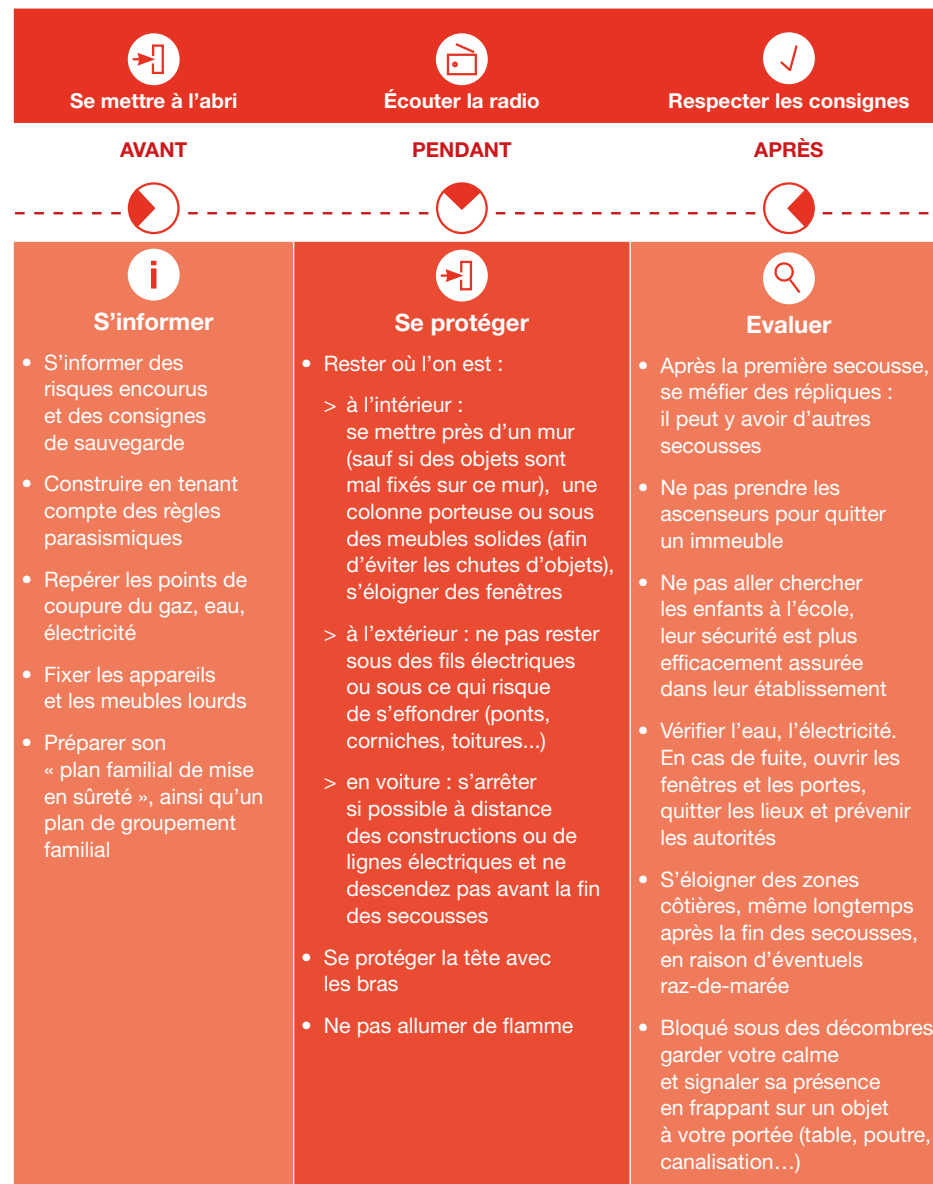 Se mettre à l’abri
Écouter la radio
Respecter les consignes
AVANT
PENDANT
APRÈS
i
S’informer
• S’informer des
risques encourus
et des consignes
de sauvegarde
• Construire en tenant
compte des règles
parasismiques
• Repérer les points de
coupure du gaz, eau,
électricité
• Fixer les appareils
et les meubles lourds
• Préparer son
« plan familial de mise
en sûreté », ainsi qu’un
plan de groupement
familial
Se protéger
• Rester où l’on est :
> à l’intérieur :
se mettre près d’un mur
(sauf si des objets sont
mal fixés sur ce mur), une
colonne porteuse ou sous
des meubles solides (afin
d’éviter les chutes d’objets),
s’éloigner des fenêtres
> à l’extérieur : ne pas rester
sous des fils électriques
ou sous ce qui risque
de s’effondrer (ponts,
corniches, toitures...)
> en voiture : s’arrêter
si possible à distance
des constructions ou de
lignes électriques et ne
descendez pas avant la fin
des secousses
• Se protéger la tête avec
les bras
• Ne pas allumer de flamme
Evaluer
• Après la première secousse,
se méfier des répliques :
il peut y avoir d’autres
secousses
• Ne pas prendre les
ascenseurs pour quitter
un immeuble
• Ne pas aller chercher
les enfants à l’école,
leur sécurité est plus
efficacement assurée
dans leur établissement
• Vérifier l’eau, l’électricité.
En cas de fuite, ouvrir les
fenêtres et les portes,
quitter les lieux et prévenir
les autorités
• S’éloigner des zones
côtières, même longtemps
après la fin des secousses,
en raison d’éventuels
raz-de-marée
• Bloqué sous des décombres
garder votre calme
et signaler sa présence
en frappant sur un objet
à votre portée (table, poutre,
canalisation…)